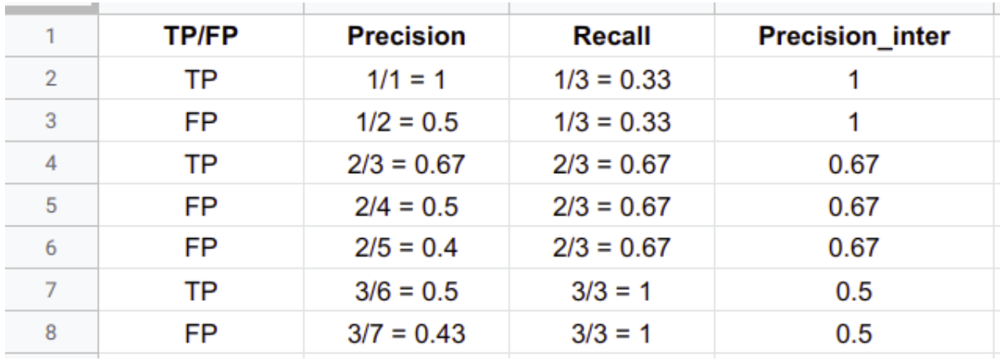 1 TP/FP Precision Recall Precision_inter
2 TP 1/1 = 1 1/3 = 0.33 1
3 FP 1/2 = 0.5 1/3 = 0.33 1
4 TP 2/3 = 0.67 2/3 = 0.67 0.67
5 FP 2/4 = 0.5 2/3 = 0.67 0.67
6 FP 2/5 = 0.4 2/3 = 0.67 0.67
7 TP 3/6 = 0.5 3/3 = 1 0.5
8 FP 3/7 = 0.43 3/3 = 1 0.5